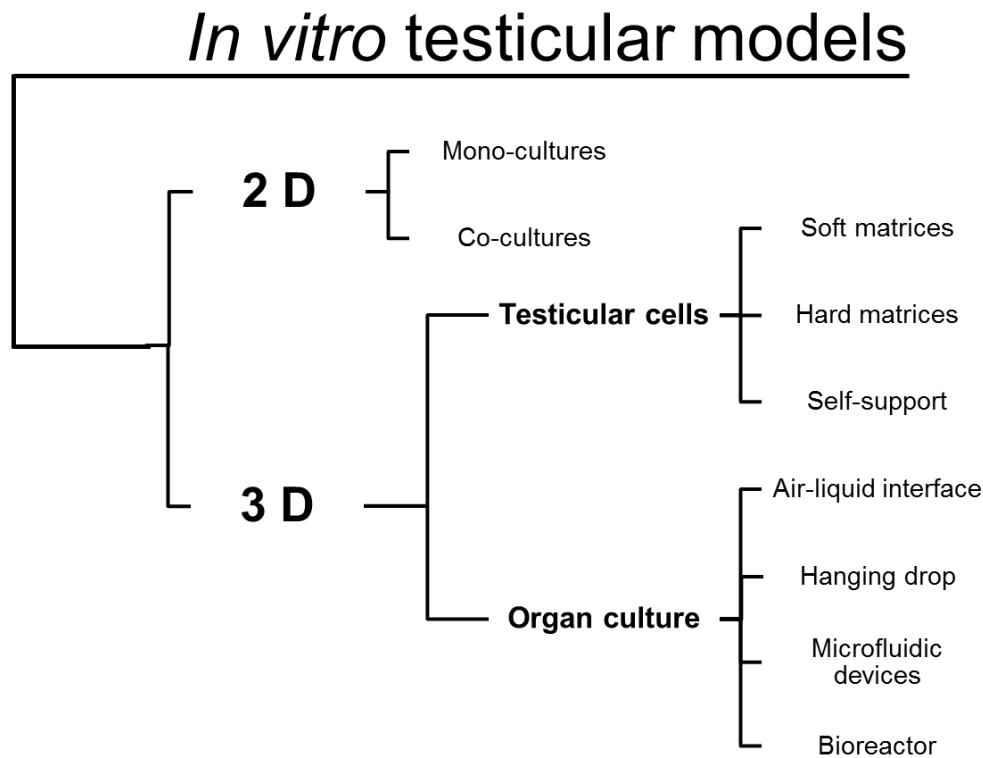 In vitro testicular models
2 D
Mono-cultures
Co-cultures
3 D
Testicular cells
Soft matrices
Hard matrices
Self-support
Organ culture
Air-liquid interface
Hanging drop
Microfluidic
devices
Bioreactor